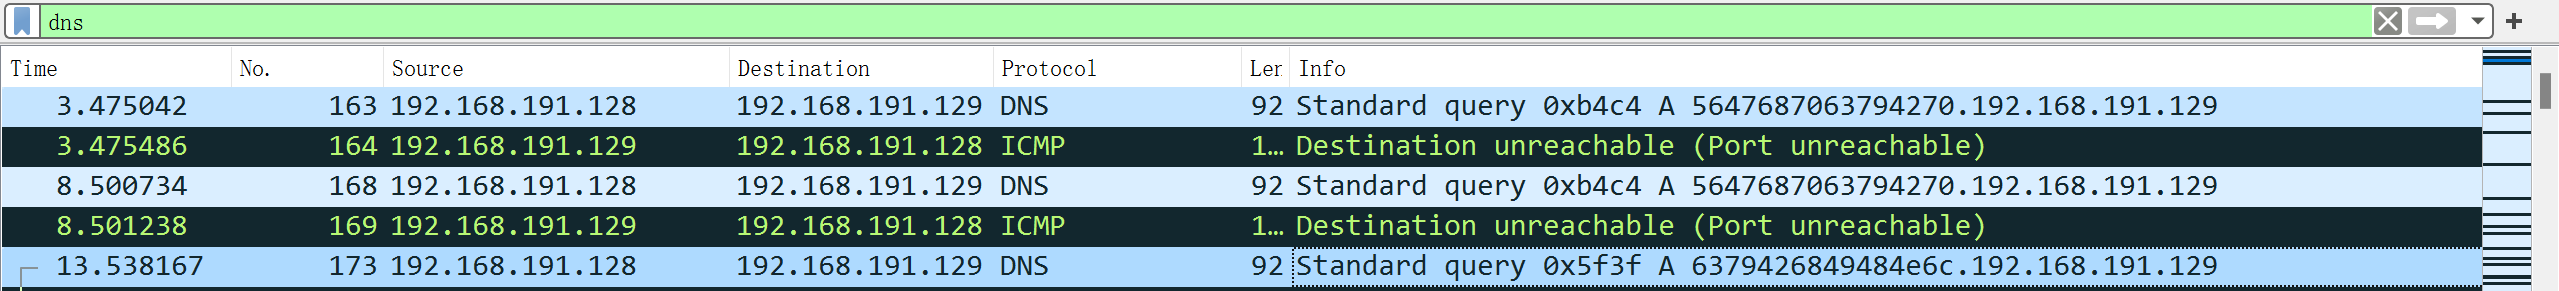 dns
Time No. Source Destination Protocol Ler Info
3.475042 163 192.168.191.128 192.168.191.129 DNS 92 Standard query 0xb4c4 A 5647687063794270.192.168.191.129
3.475486 164 192.168.191.129 192.168.191.128 ICMP 1… Destination unreachable (Port unreachable)
8.500734 168 192.168.191.128 192.168.191.129 DNS 92 Standard query 0xb4c4 A 5647687063794270.192.168.191.129
8.501238 169 192.168.191.129 192.168.191.128 ICMP 1… Destination unreachable (Port unreachable)
13.538167 173 192.168.191.128 192.168.191.129 DNS 92 Standard query 0x5f3f A 6379426849484e6c.192.168.191.129